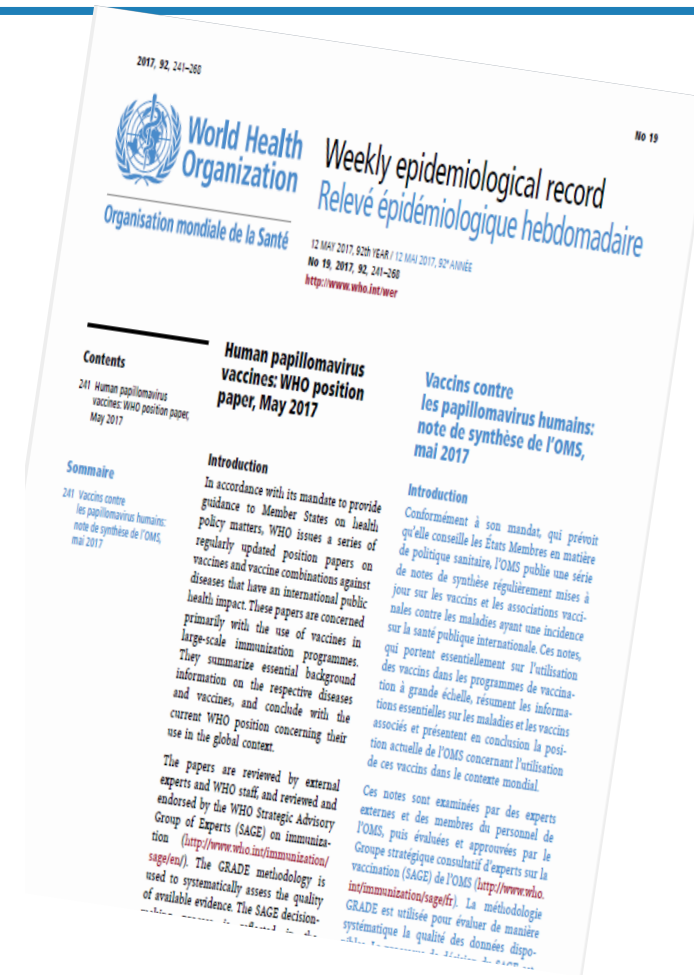 2017, 92, 241–268
No 19
World Health
Organization
Organisation mondiale de la Santé
Weekly epidemiological record
Relevé épidémiologique hebdomadaire
12 MAY 2017, 92th YEAR / 12 MAI 2017, 92e ANNÉE
No 19, 2017, 92, 241–268
http://www.who.int/wer
Contents
241 Human papillomavirus
vaccines: WHO position paper,
May 2017
Sommaire
241 Vaccins contre
les papillomavirus humains:
note de synthèse de l'OMS,
mai 2017
Human papillomavirus
vaccines: WHO position
paper, May 2017
Introduction
In accordance with its mandate to provide
guidance to Member States on health
policy matters, WHO issues a series of
regularly updated position papers on
vaccines and vaccine combinations against
diseases that have an international public
health impact. These papers are concerned
primarily with the use of vaccines in
large-scale immunization programmes.
They summarize essential background
information on the respective diseases
and vaccines, and conclude with the
current WHO position concerning their
use in the global context.
The papers are reviewed by external
experts and WHO staff, and reviewed and
endorsed by the WHO Strategic Advisory
Group of Experts (SAGE) on immuniza-
tion (http://www.who.int/immunization/
sage/en/). The GRADE methodology is
used to systematically assess the quality
of available evidence. The SAGE decision-
Vaccins contre
les papillomavirus humains:
note de synthèse de l'OMS,
mai 2017
Introduction
Conformément à son mandat, qui prévoit
qu'elle conseille les États Membres en matière
de politique sanitaire, l'OMS publie une série
de notes de synthèse régulièrement mises à
jour sur les vaccins et les associations vacci-
nales contre les maladies ayant une incidence
sur la santé publique internationale. Ces notes,
qui portent essentiellement sur l'utilisation
des vaccins dans les programmes de vaccina-
tion à grande échelle, résument les informa-
tions essentielles sur les maladies et les vaccins
associés et présentent en conclusion la posi-
tion actuelle de l'OMS concernant l'utilisation
de ces vaccins dans le contexte mondial.
Ces notes sont examinées par des experts
externes et des membres du personnel de
l'OMS, puis évaluées et approuvées par le
Groupe stratégique consultatif d'experts sur la
vaccination (SAGE) de l'OMS (http://www.who.
int/immunization/sage/fr). La méthodologie
GRADE est utilisée pour évaluer de manière
systématique la qualité des données dispo-